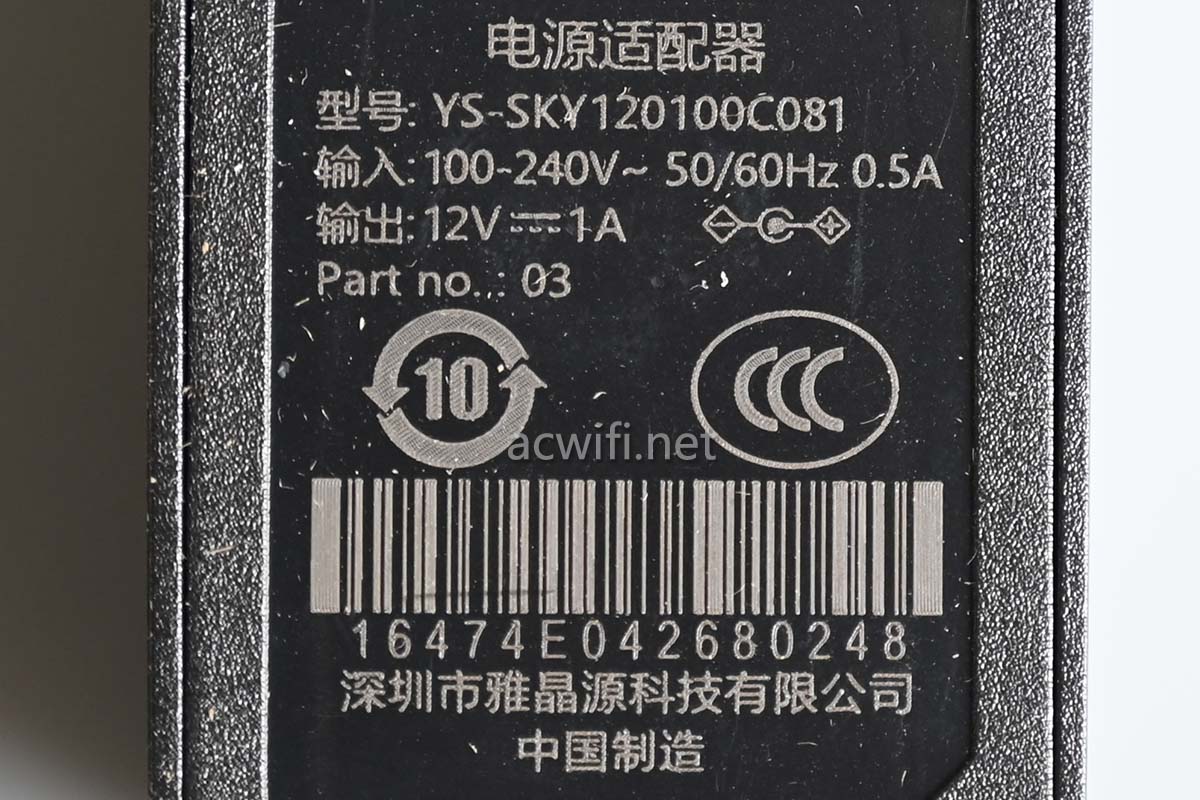 电源适配器
型号: YS-SKY120100C081
输入: 100-240V~ 50/60Hz 0.5A
输出: 12V⎓1A
Part no.: 03
10
CCC
acwifi.net
16474E042680248
深圳市雅晶源科技有限公司
中国制造